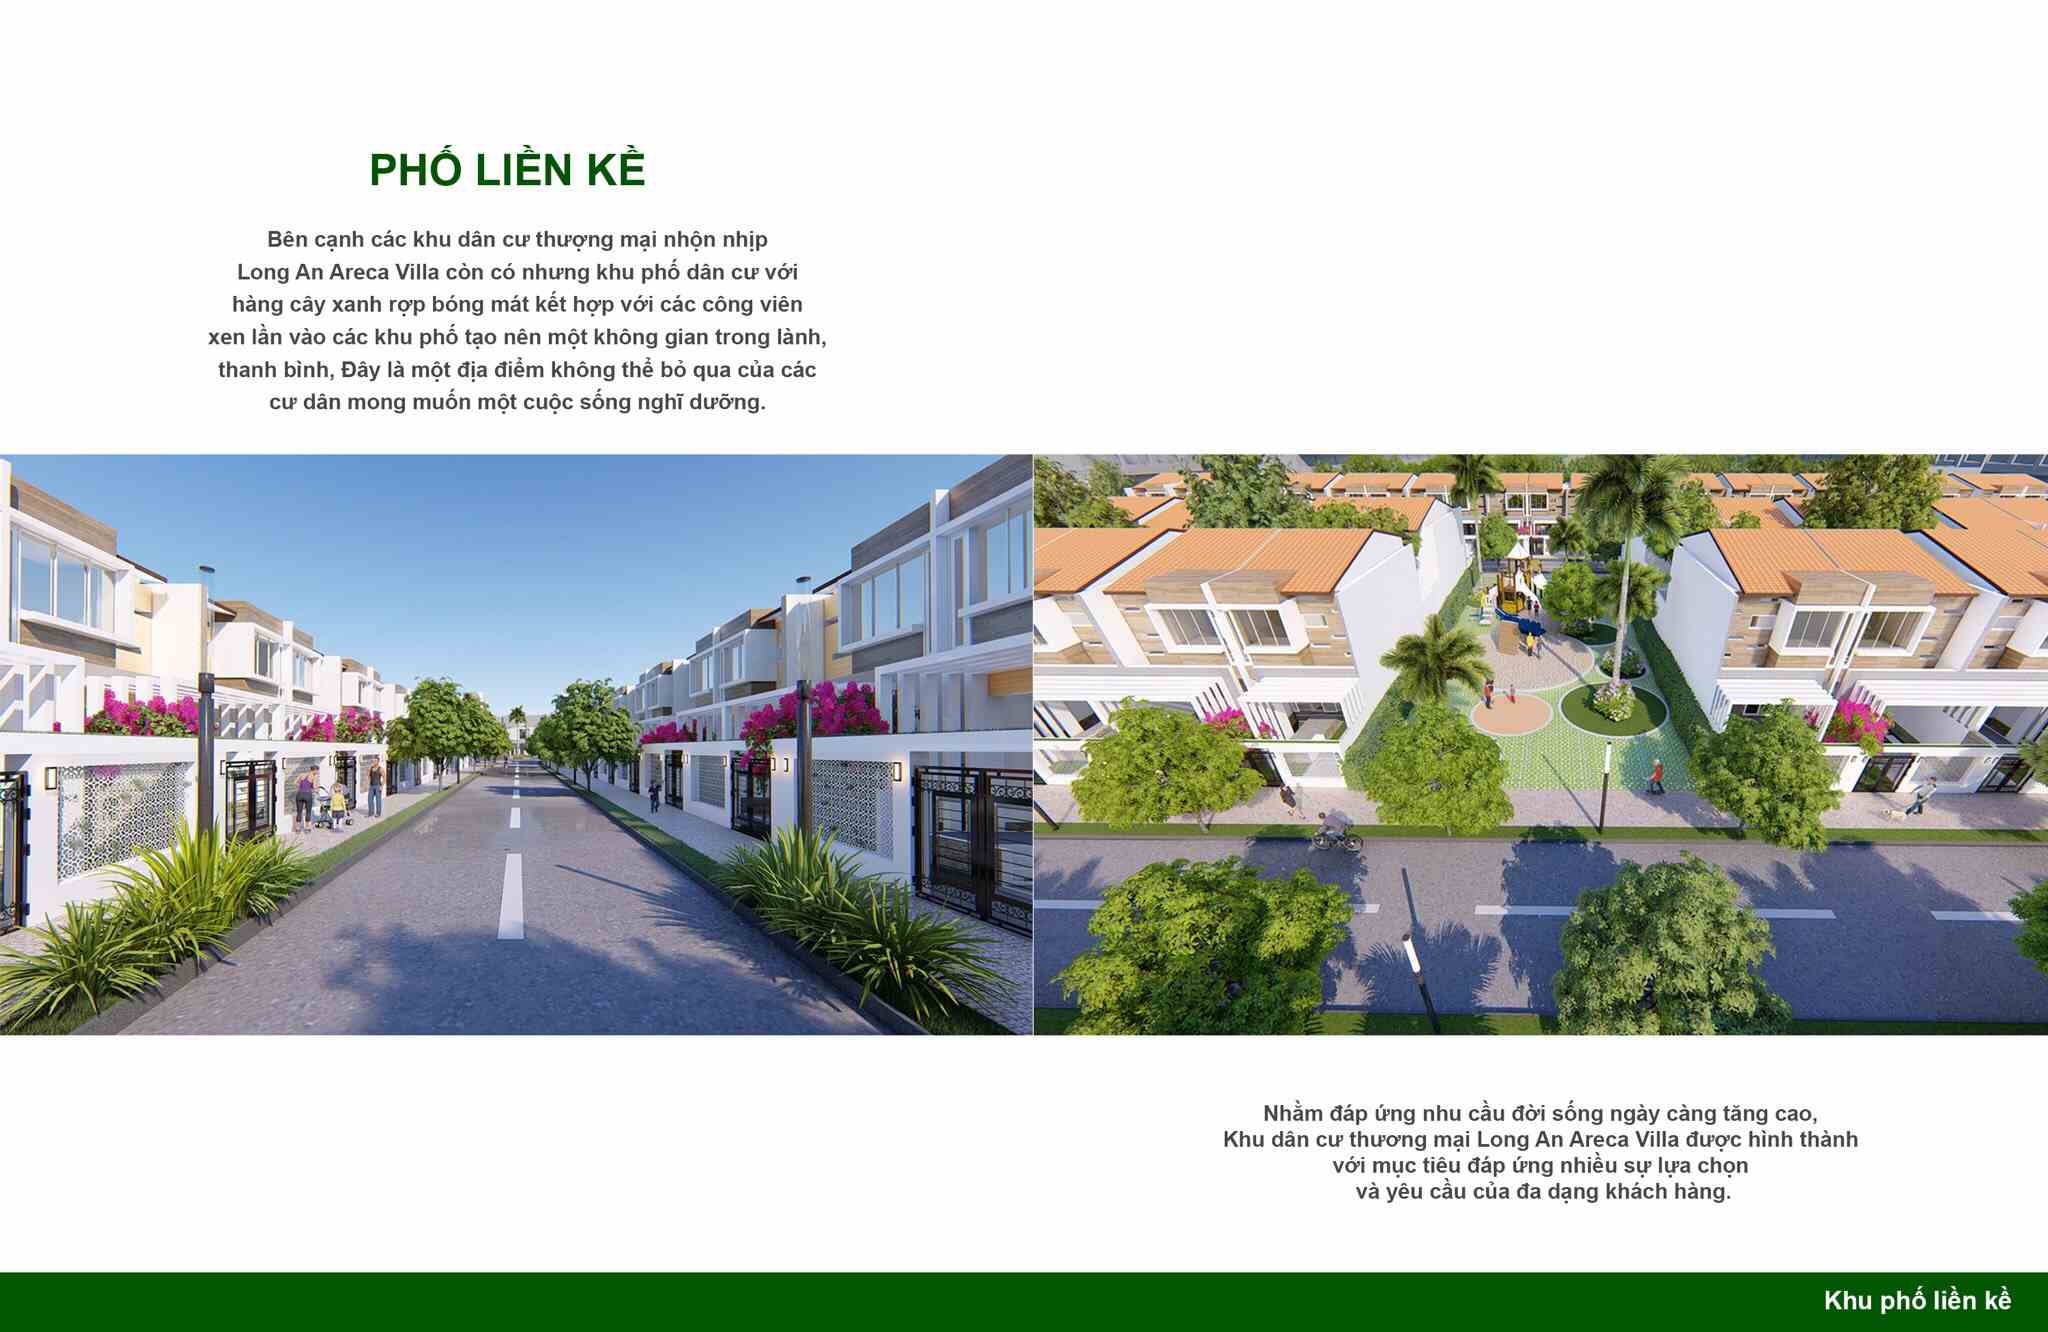 PHỐ LIỀN KỀ
Bên cạnh các khu dân cư thượng mại nhộn nhịp
Long An Areca Villa còn có nhưng khu phố dân cư với
hàng cây xanh rợp bóng mát kết hợp với các công viên
xen lẫn vào các khu phố tạo nên một không gian trong lành,
thanh bình, Đây là một địa điểm không thể bỏ qua của các
cư dân mong muốn một cuộc sống nghĩ dưỡng.
Nhằm đáp ứng nhu cầu đời sống ngày càng tăng cao,
Khu dân cư thương mại Long An Areca Villa được hình thành
với mục tiêu đáp ứng nhiều sự lựa chọn
và yêu cầu của đa dạng khách hàng.
Khu phố liền kề